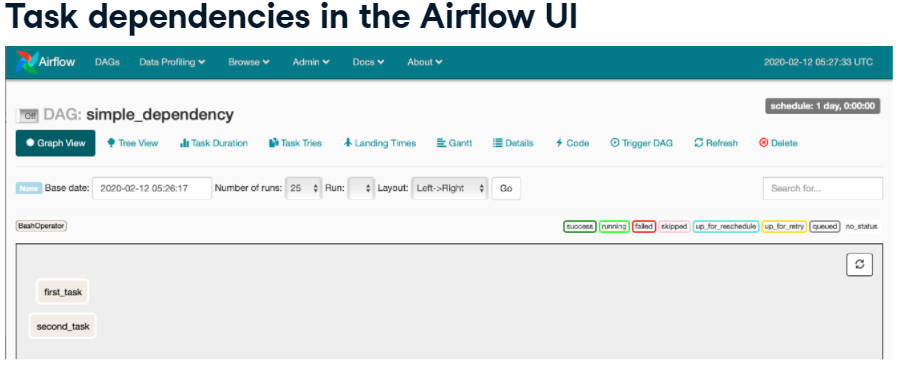 Task dependencies in the Airflow UI
Airflow DAGs Data Profiling Browse Admin Docs About 2020-02-12 05:27:33 UTC
Off DAG: simple_dependency schedule: 1 day, 0:00:00
Graph View Tree View Task Duration Task Tries Landing Times Gantt Details Code Trigger DAG Refresh Delete
None Base date: 2020-02-12 05:26:17 Number of runs: 25 Run: Layout: Left->Right Go Search for...
BashOperator success running failed skipped up_for_reschedule up_for_retry queued no_status
first_task
second_task